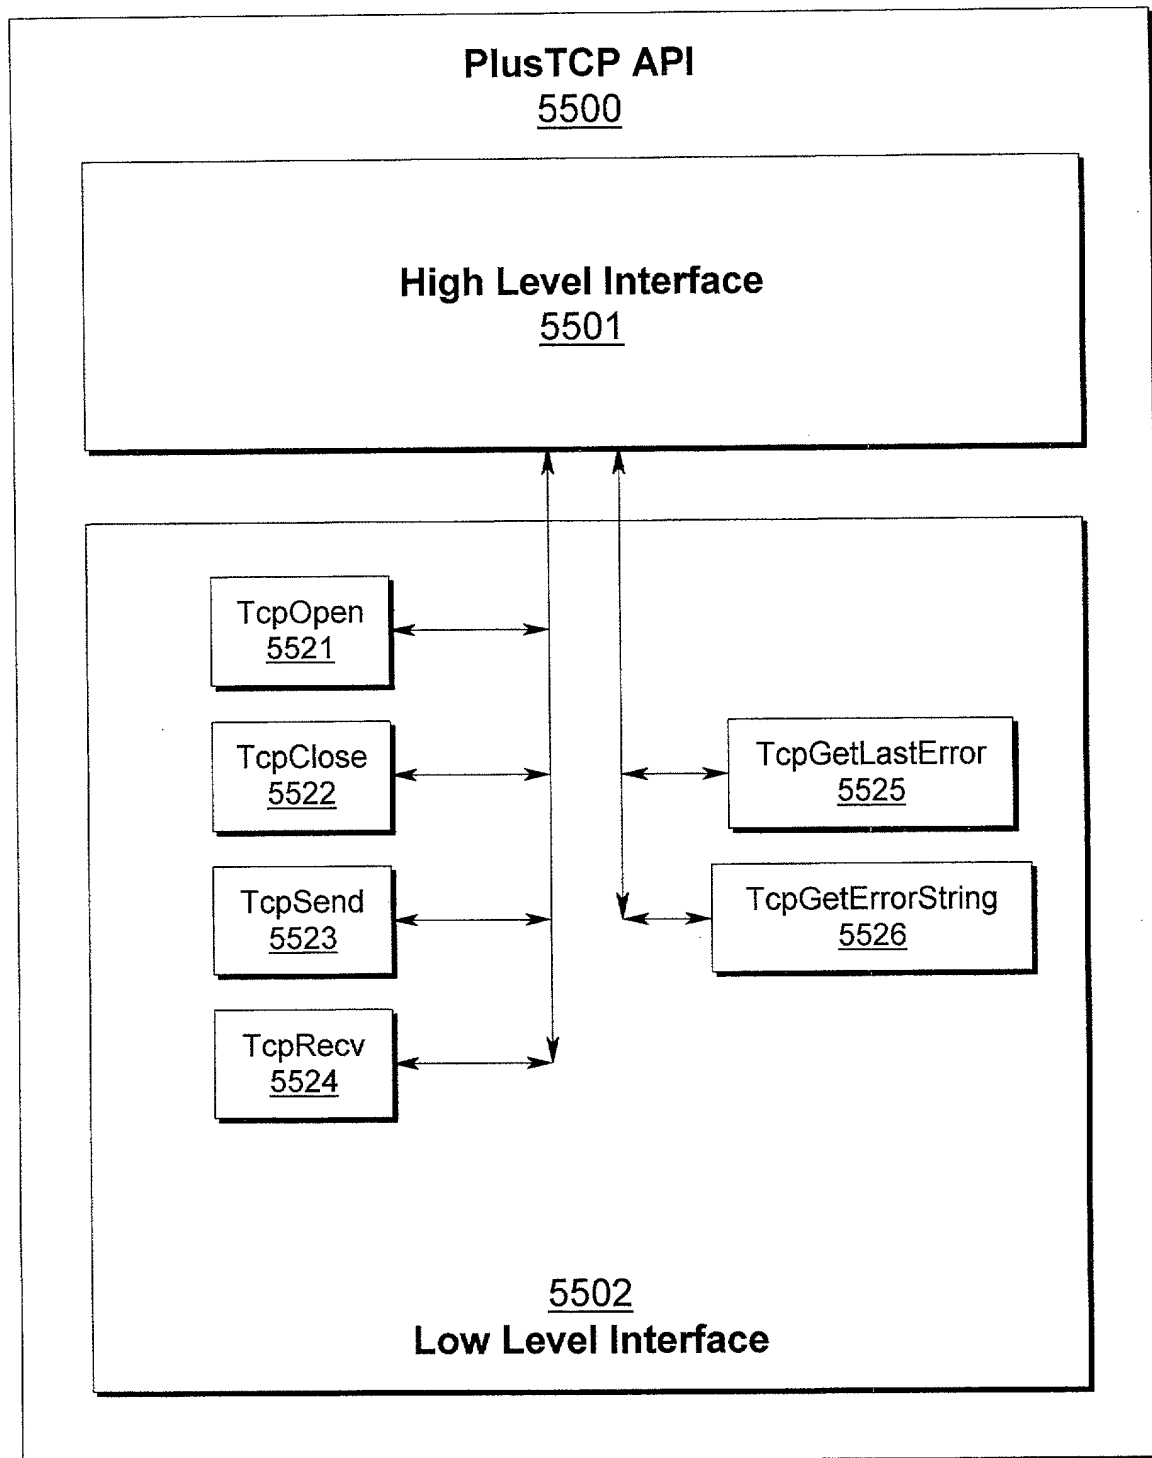 PlusTCP API
5500
High Level Interface
5501
TcpOpen
5521
TcpClose
5522
TcpSend
5523
TcpRecv
5524
TcpGetLastError
5525
TcpGetErrorString
5526
5502
Low Level Interface